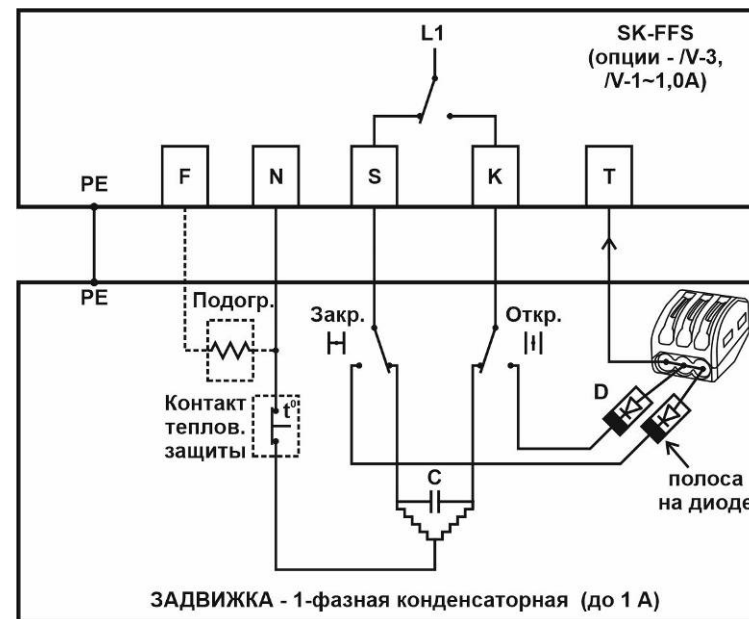 L1
SK-FFS
(опции - /V-3,
/V-1~1,0А)
PE
F
N
S
K
T
PE
Подогр.
Закр.
Откр.
Контакт
теплов.
защиты
t°
D
C
полоса
на диоде
ЗАДВИЖКА - 1-фазная конденсаторная (до 1 А)